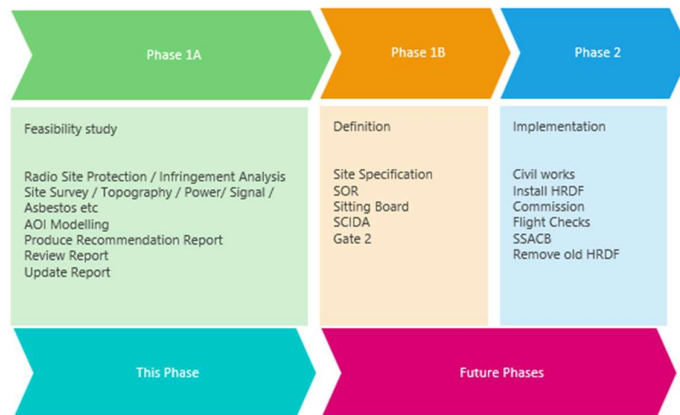 Phase 1A
Phase 1B
Phase 2
Feasibility study
Radio Site Protection / Infringement Analysis
Site Survey / Topography / Power/ Signal /
Asbestos etc
AOI Modelling
Produce Recommendation Report
Review Report
Update Report
Definition
Site Specification
SOR
Sitting Board
SCIDA
Gate 2
Implementation
Civil works
Install HRDF
Commission
Flight Checks
SSACB
Remove old HRDF
This Phase
Future Phases